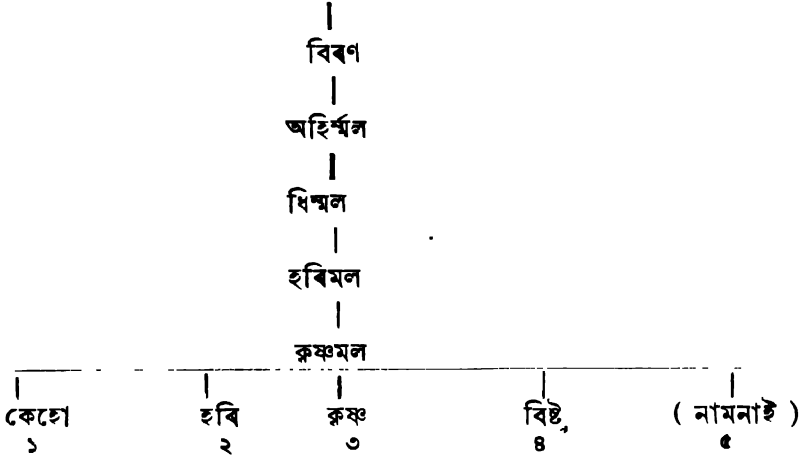 বিৰণ
অহিৰ্ম্মল
ধিম্মল
হৰিমল
কৃষ্ণমল
কেহো হৰি কৃষ্ণ বিষ্টু ( নামনাই )
১ ২ ৩ ৪ ৫